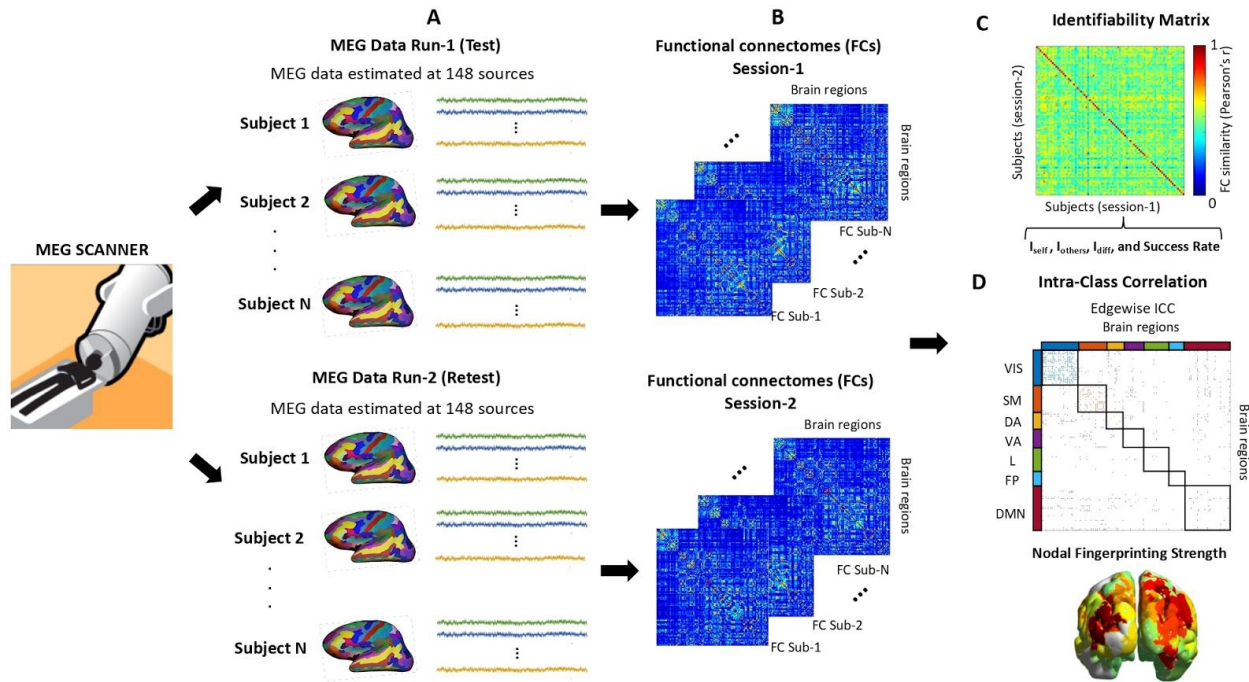 A
MEG Data Run-1 (Test)
MEG data estimated at 148 sources
Subject 1
Subject 2
Subject N
MEG SCANNER
MEG Data Run-2 (Retest)
MEG data estimated at 148 sources
Subject 1
Subject 2
Subject N
B
Functional connectomes (FCs)
Session-1
Brain regions
Brain regions
FC Sub-N
FC Sub-2
FC Sub-1
Functional connectomes (FCs)
Session-2
Brain regions
Brain regions
FC Sub-N
FC Sub-2
FC Sub-1
C
Identifiability Matrix
Subjects (session-2)
Subjects (session-1)
1
0
FC similarity (Pearson's r)
I_self , I_others, I_diff, and Success Rate
D
Intra-Class Correlation
Edgewise ICC
Brain regions
VIS
SM
DA
VA
L
FP
DMN
Brain regions
Nodal Fingerprinting Strength